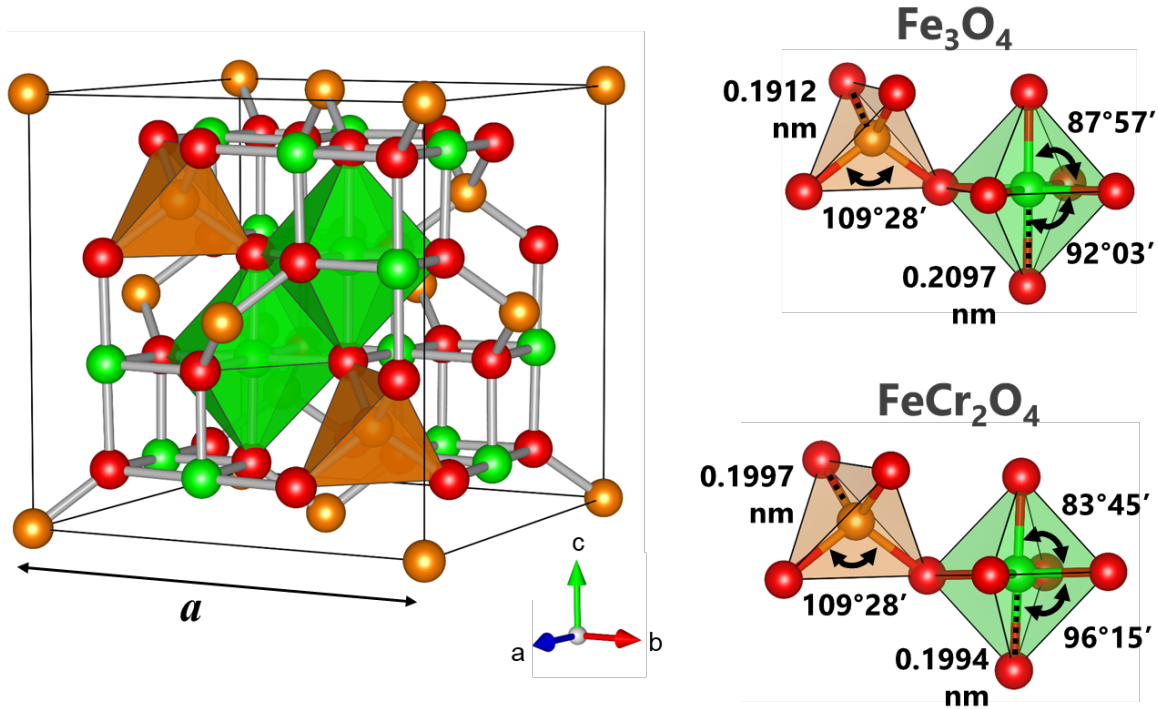 Fe₃O₄
0.1912
nm
87°57′
109°28′
92°03′
0.2097
nm
FeCr₂O₄
0.1997
nm
83°45′
109°28′
96°15′
0.1994
nm
a
c
a
b